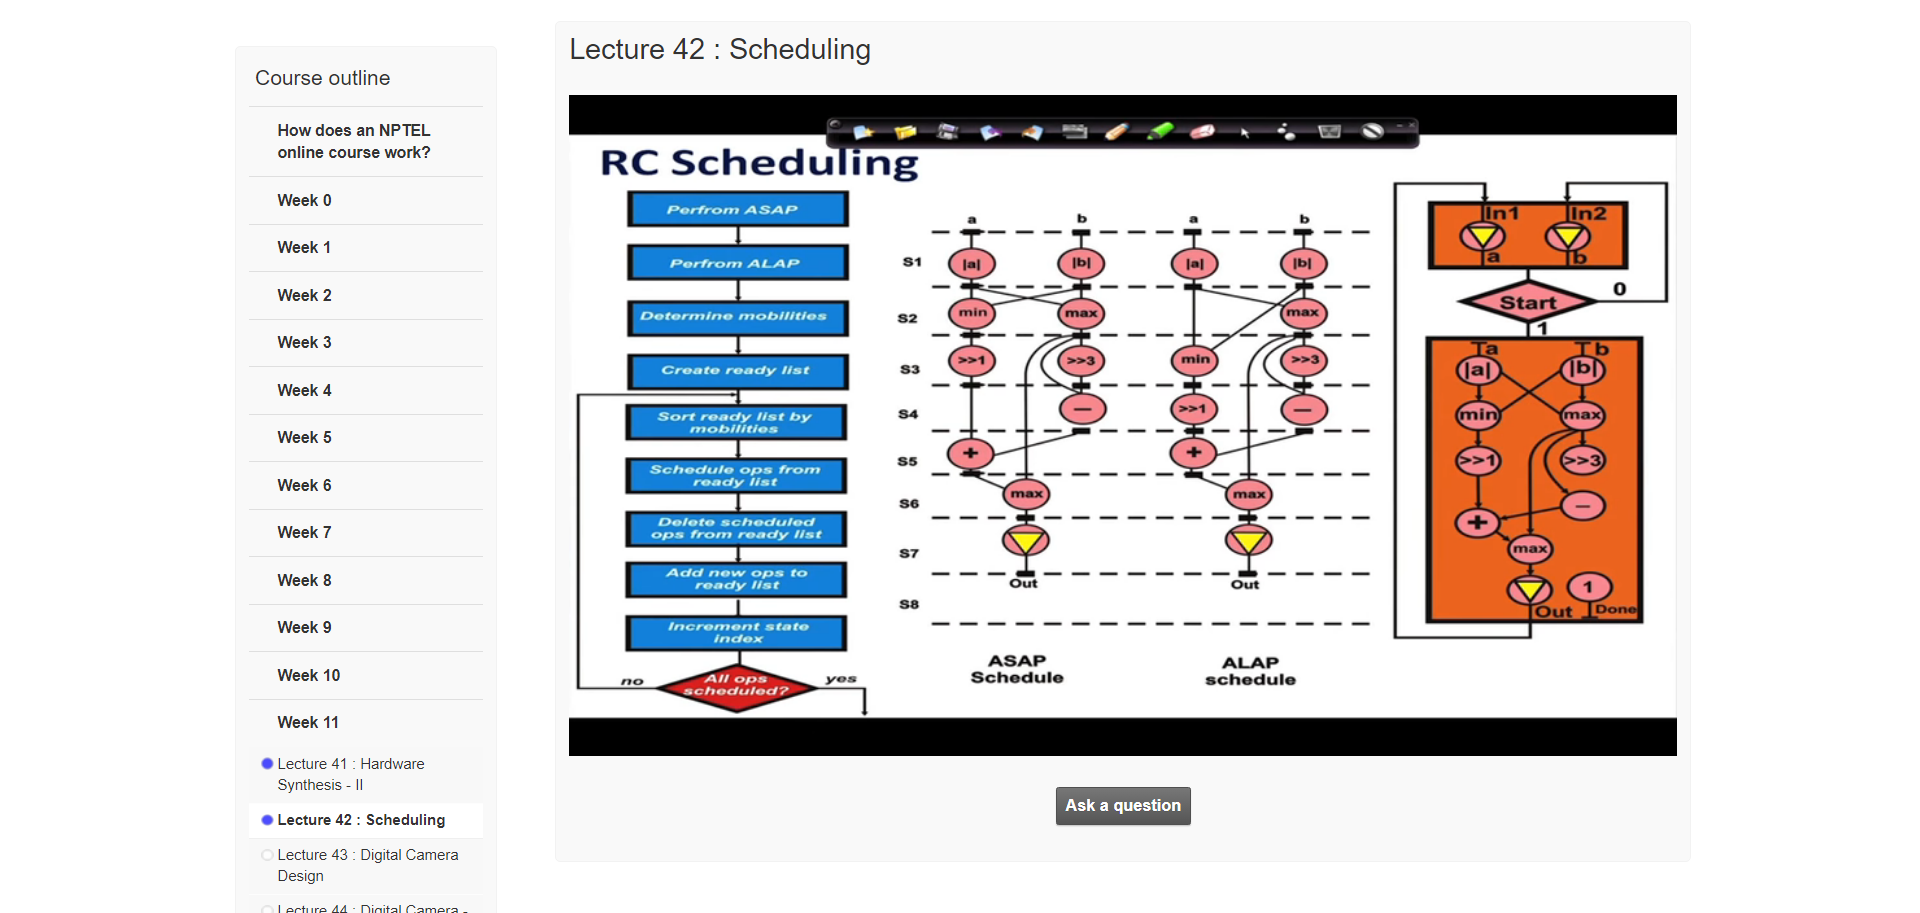 Course outline
How does an NPTEL
online course work?
Week 0
Week 1
Week 2
Week 3
Week 4
Week 5
Week 6
Week 7
Week 8
Week 9
Week 10
Week 11
Lecture 41 : Hardware
Synthesis - II
Lecture 42 : Scheduling
Lecture 43 : Digital Camera
Design
Lecture 44 : Digital Camera -
Lecture 42 : Scheduling
RC Scheduling
Perfrom ASAP
Perfrom ALAP
Determine mobilities
Create ready list
Sort ready list by
mobilities
Schedule ops from
ready list
Delete scheduled
ops from ready list
Add new ops to
ready list
Increment state
index
All ops
scheduled?
no
yes
a b a b
S1 |a| |b| |a| |b|
S2 min max max
S3 >>1 >>3 min >>3
S4 − >>1 −
S5 + +
S6 max max
S7
Out Out
S8
ASAP
Schedule
ALAP
schedule
In1 In2
a b
Start 0
1
a b
|a| |b|
min max
>>1 >>3
−
+
max
1
Out Done
Ask a question